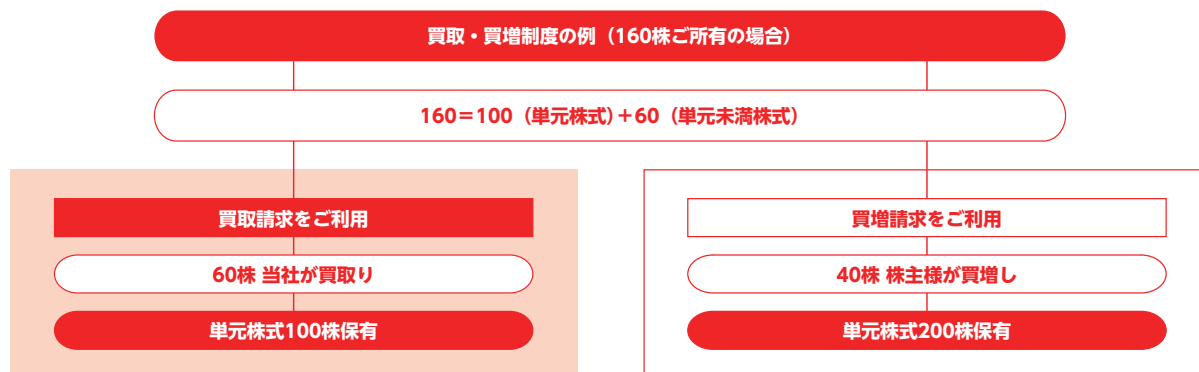 買取・買増制度の例（160株ご所有の場合）
160＝100（単元株式）＋60（単元未満株式）
買取請求をご利用
60株 当社が買取り
単元株式100株保有
買増請求をご利用
40株 株主様が買増し
単元株式200株保有